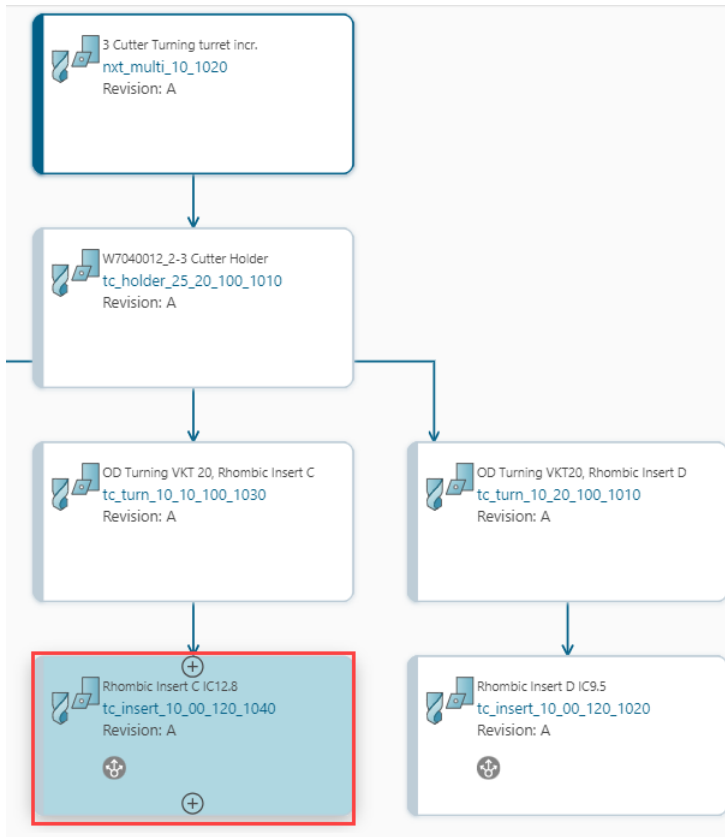 3 Cutter Turning turret incr.
nxt_multi_10_1020
Revision: A
W7040012_2-3 Cutter Holder
tc_holder_25_20_100_1010
Revision: A
OD Turning VKT 20, Rhombic Insert C
tc_turn_10_10_100_1030
Revision: A
OD Turning VKT20, Rhombic Insert D
tc_turn_10_20_100_1010
Revision: A
Rhombic Insert C IC12.8
tc_insert_10_00_120_1040
Revision: A
Rhombic Insert D IC9.5
tc_insert_10_00_120_1020
Revision: A